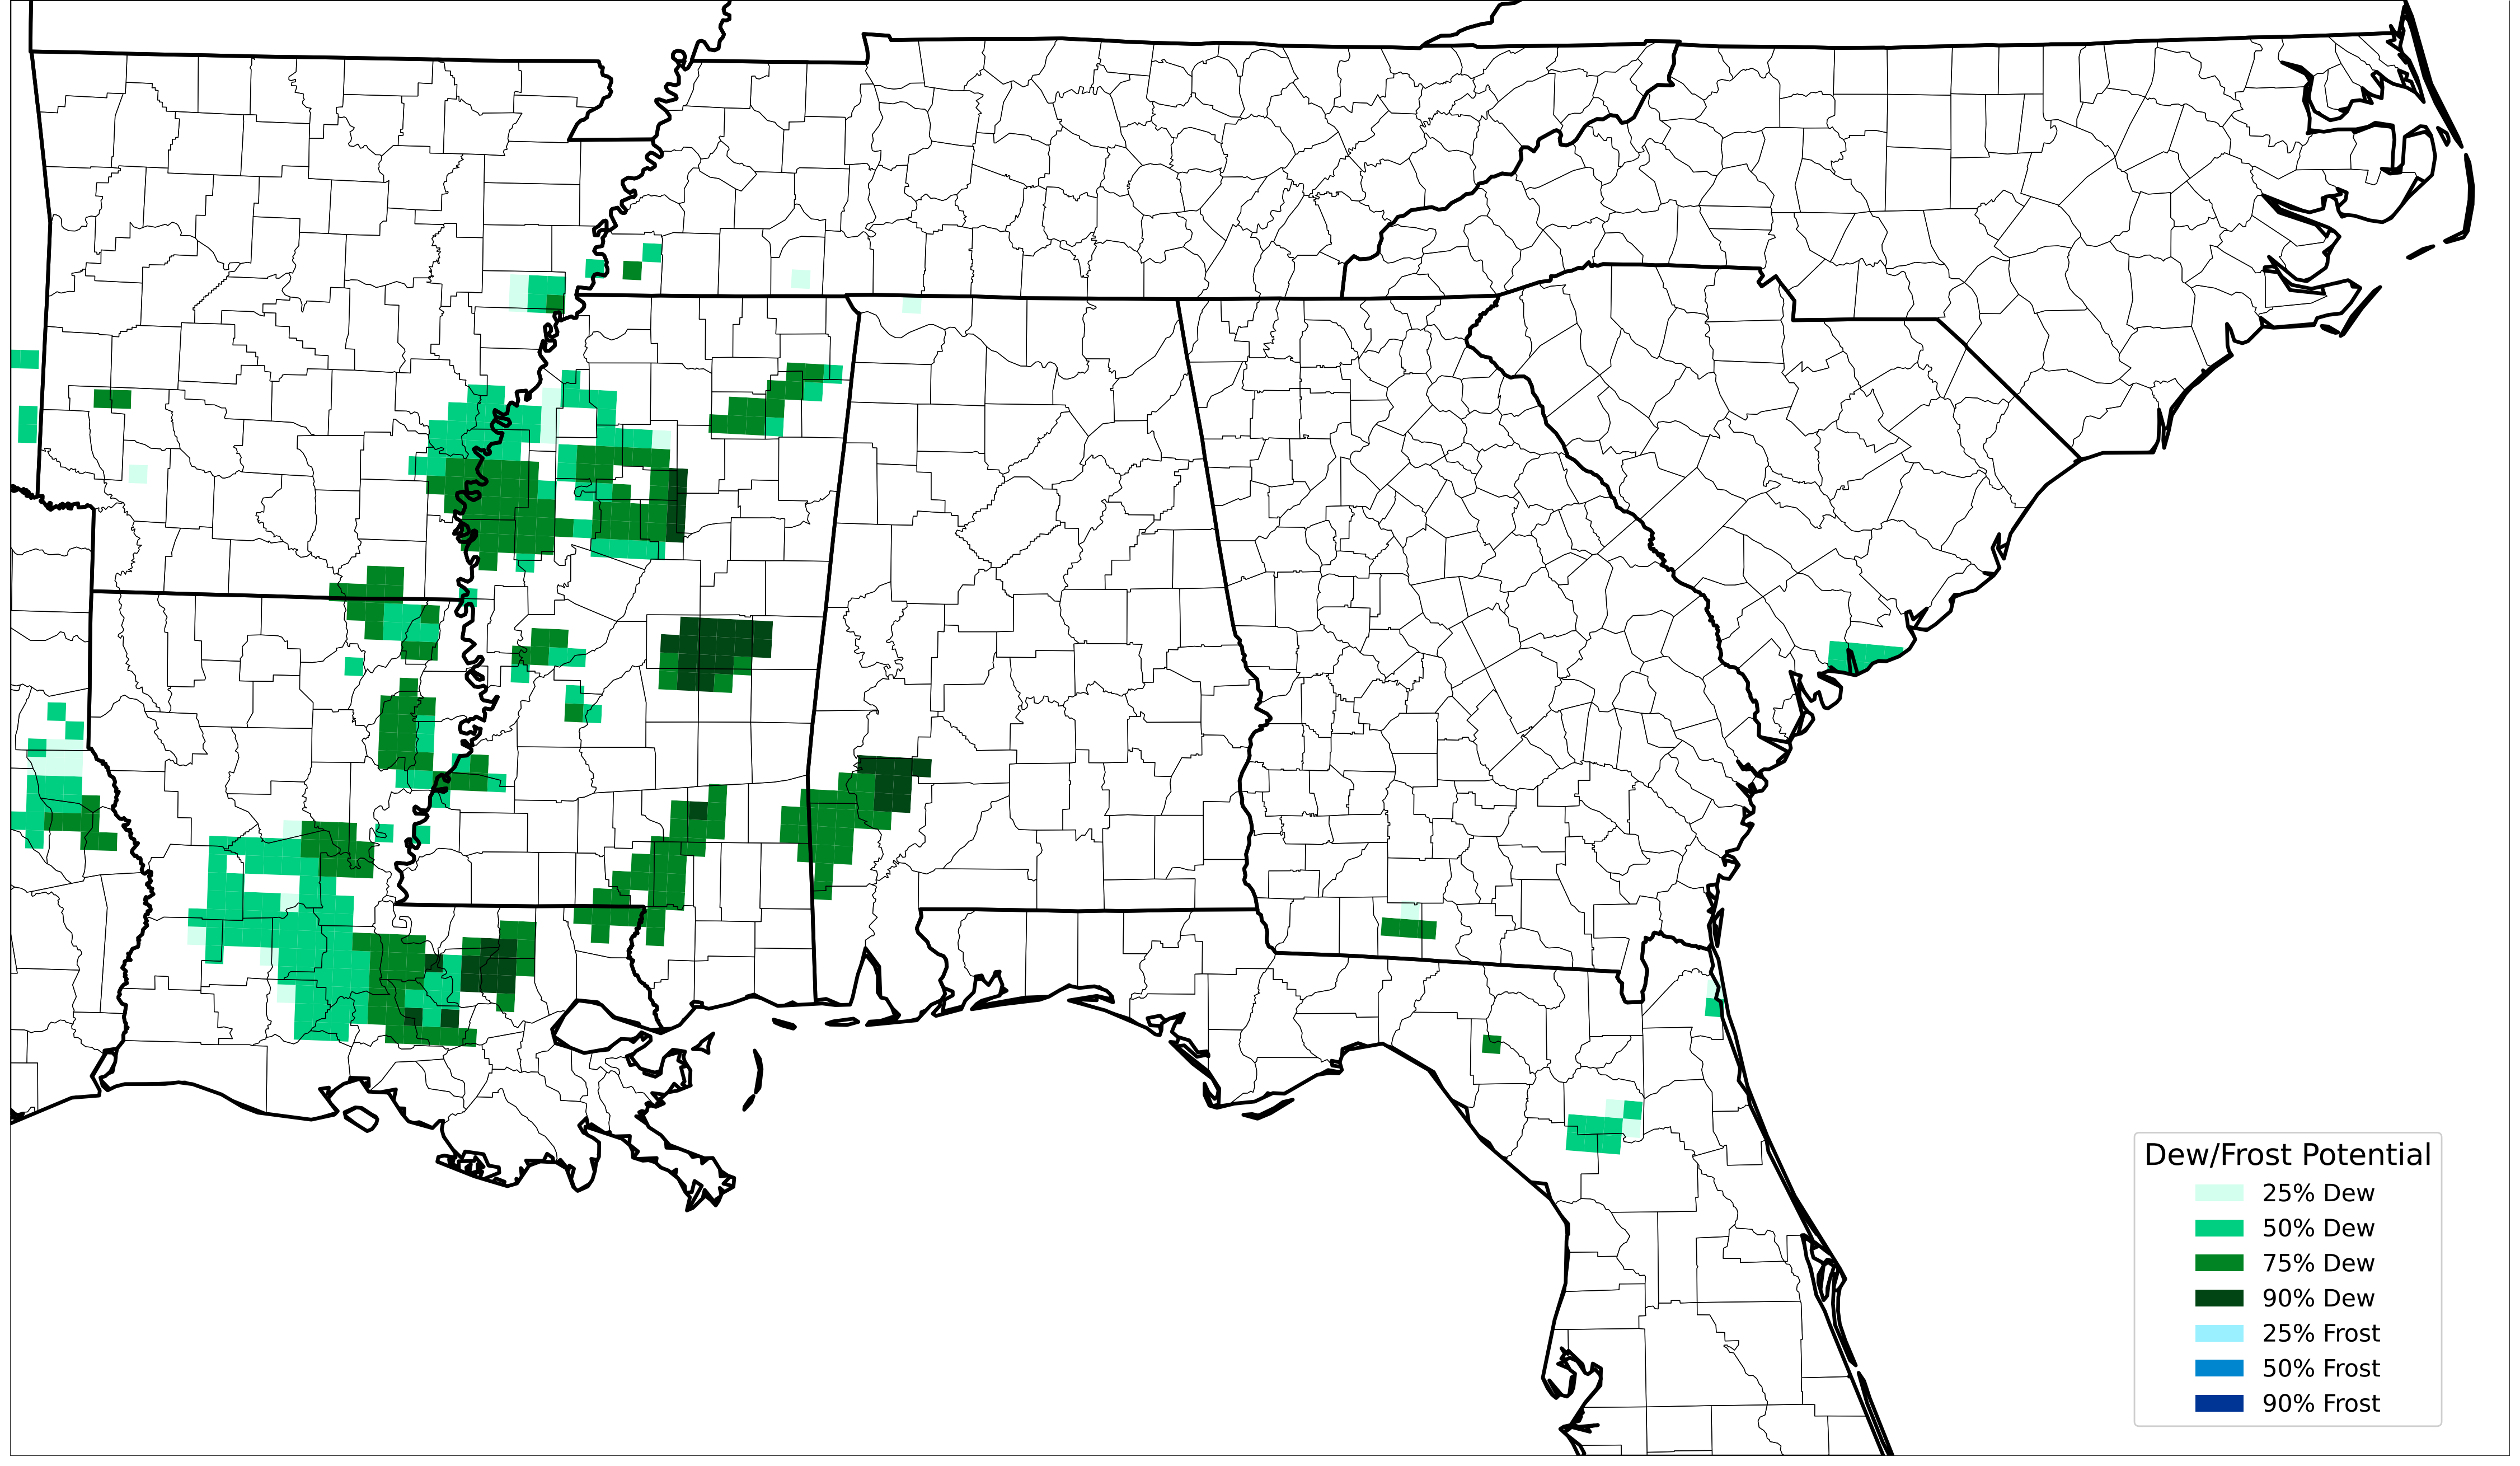 Dew/Frost Potential
25% Dew
50% Dew
75% Dew
90% Dew
25% Frost
50% Frost
90% Frost